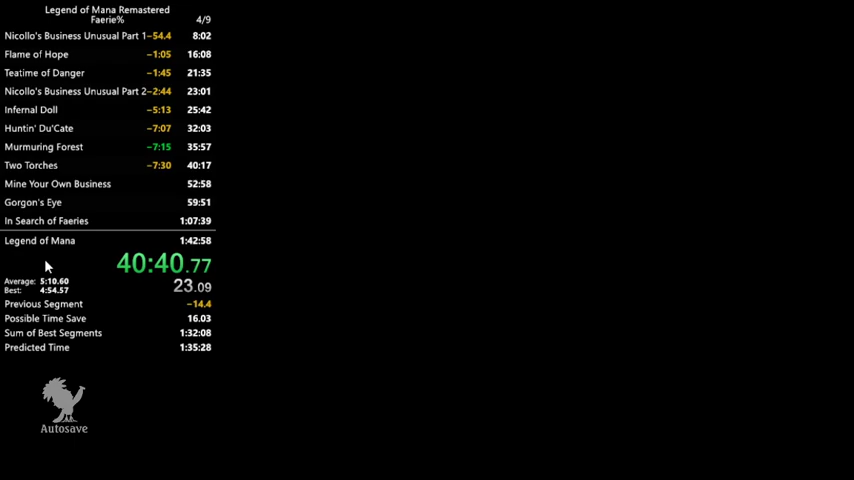 Legend of Mana Remastered
Faerie% 4/9
Nicollo's Business Unusual Part 1 −54.4 8:02
Flame of Hope −1:05 16:08
Teatime of Danger −1:45 21:35
Nicollo's Business Unusual Part 2 −2:44 23:01
Infernal Doll −5:13 25:42
Huntin' Du'Cate −7:07 32:03
Murmuring Forest −7:15 35:57
Two Torches −7:30 40:17
Mine Your Own Business 52:58
Gorgon's Eye 59:51
In Search of Faeries 1:07:39
Legend of Mana 1:42:58
40:40.77
Average: 5:10.60 23.09
Best: 4:54.57
Previous Segment −14.4
Possible Time Save 16.03
Sum of Best Segments 1:32:08
Predicted Time 1:35:28
Autosave